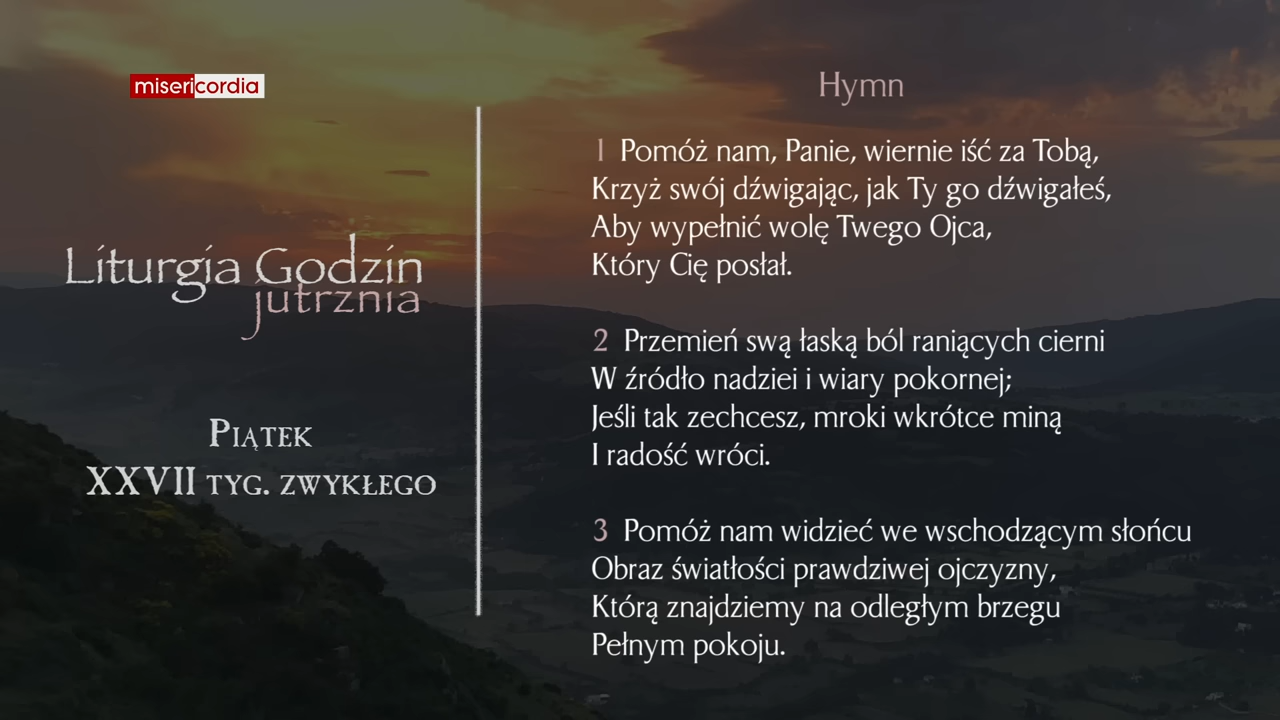 misericordia
Liturgia Godzin
jutrznia
Piątek
XXVII tyg. zwykłego
Hymn
1 Pomóż nam, Panie, wiernie iść za Tobą,
Krzyż swój dźwigając, jak Ty go dźwigałeś,
Aby wypełnić wolę Twego Ojca,
Który Cię posłał.
2 Przemień swą łaską ból raniących cierni
W źródło nadziei i wiary pokornej;
Jeśli tak zechcesz, mroki wkrótce miną
I radość wróci.
3 Pomóż nam widzieć we wschodzącym słońcu
Obraz światłości prawdziwej ojczyzny,
Którą znajdziemy na odległym brzegu
Pełnym pokoju.